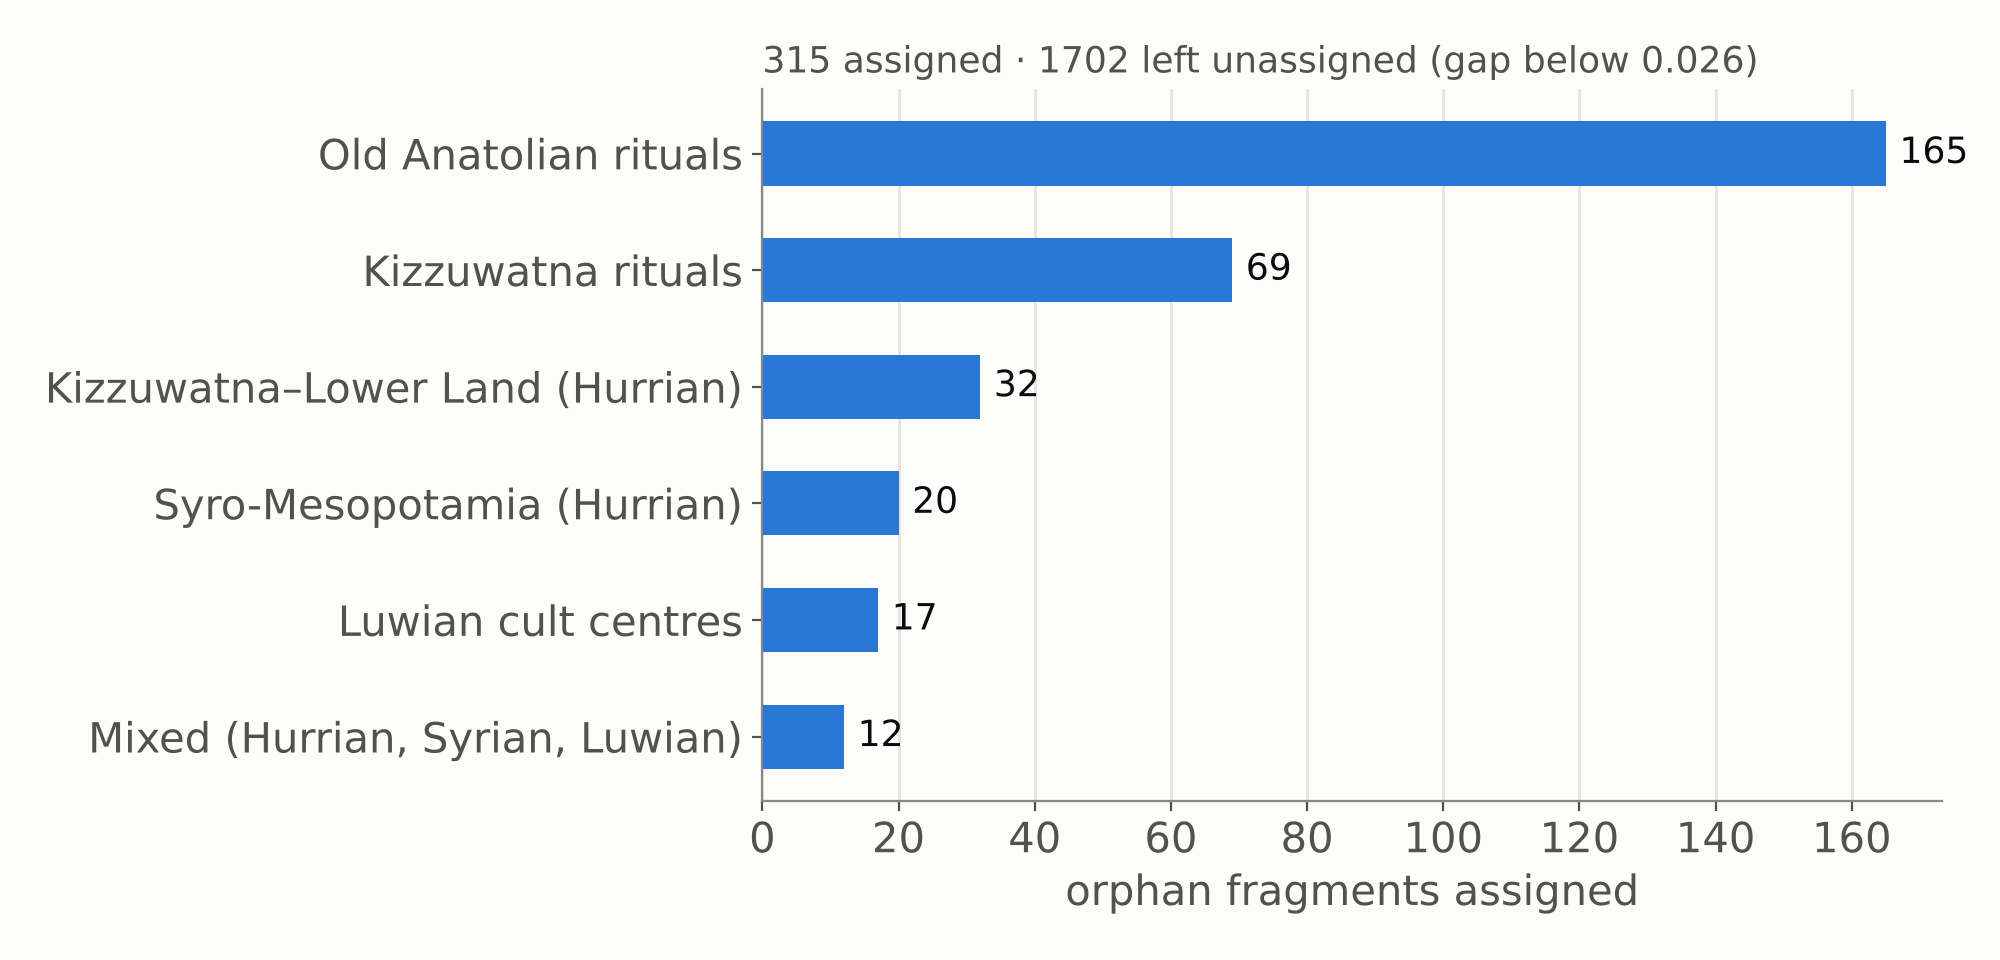 315 assigned · 1702 left unassigned (gap below 0.026)
Old Anatolian rituals 165
Kizzuwatna rituals 69
Kizzuwatna–Lower Land (Hurrian) 32
Syro-Mesopotamia (Hurrian) 20
Luwian cult centres 17
Mixed (Hurrian, Syrian, Luwian) 12
0 20 40 60 80 100 120 140 160
orphan fragments assigned